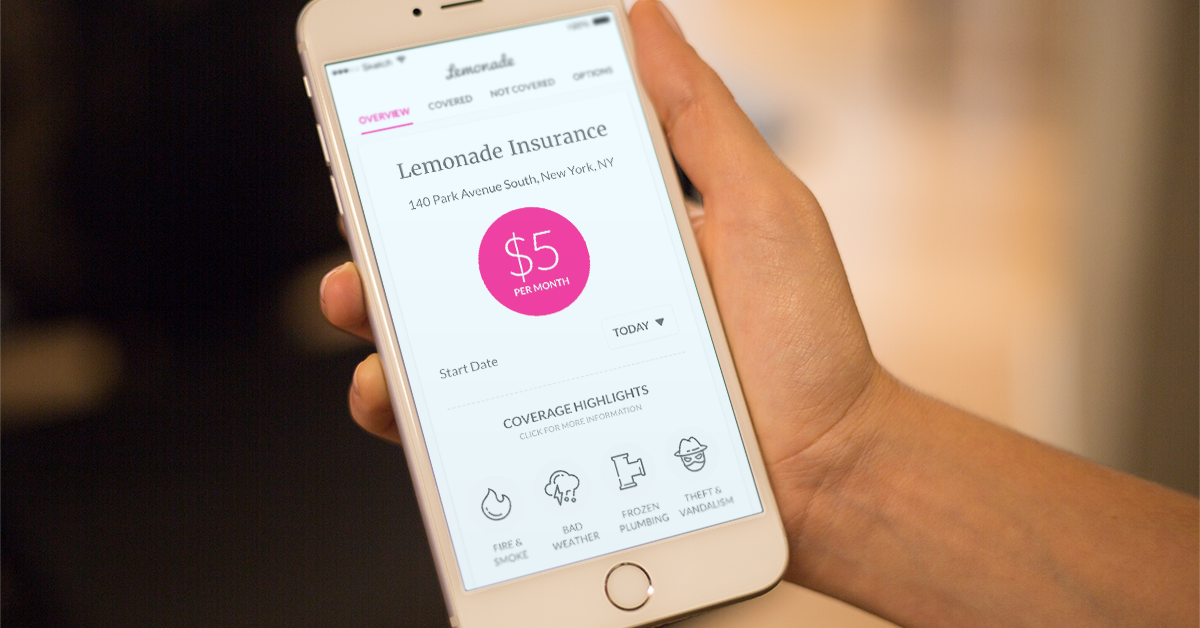 Sketch
100%
Lemonade
OVERVIEW COVERED NOT COVERED OPTIONS
Lemonade Insurance
140 Park Avenue South, New York, NY
$5
PER MONTH
Start Date TODAY
COVERAGE HIGHLIGHTS
CLICK FOR MORE INFORMATION
FIRE &
SMOKE
BAD
WEATHER
FROZEN
PLUMBING
THEFT &
VANDALISM